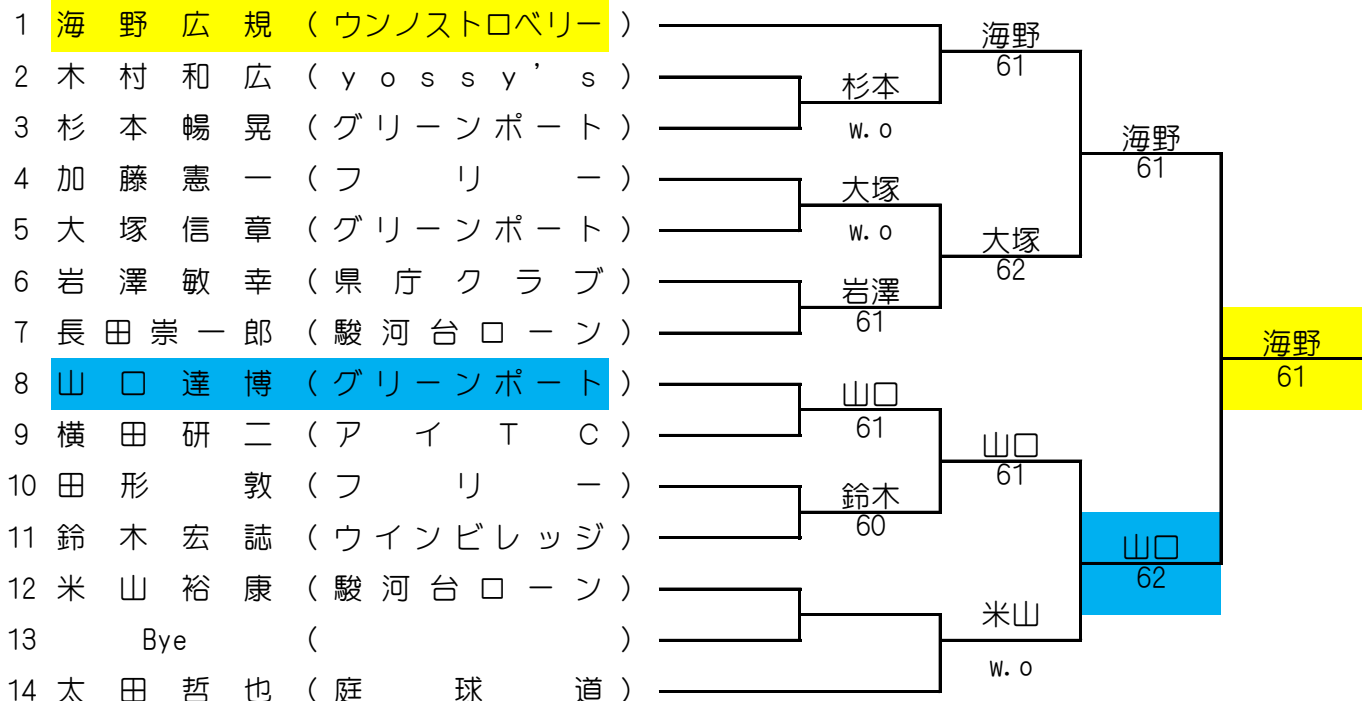 1 海野広規 (ウンノストロベリー)
2 木村和広 (yossy's)
3 杉本暢晃 (グリーンポート)
4 加藤憲一 (フリー)
5 大塚信章 (グリーンポート)
6 岩澤敏幸 (県庁クラブ)
7 長田崇一郎 (駿河台ローン)
8 山口達博 (グリーンポート)
9 横田研二 (アイTC)
10 田形 敦 (フリー)
11 鈴木宏誌 (ウインビレッジ)
12 米山裕康 (駿河台ローン)
13 Bye ( )
14 太田哲也 (庭球道)
杉本
w.o
大塚
w.o
岩澤
61
山口
61
鈴木
60
海野
61
大塚
62
山口
61
米山
w.o
海野
61
山口
62
海野
61